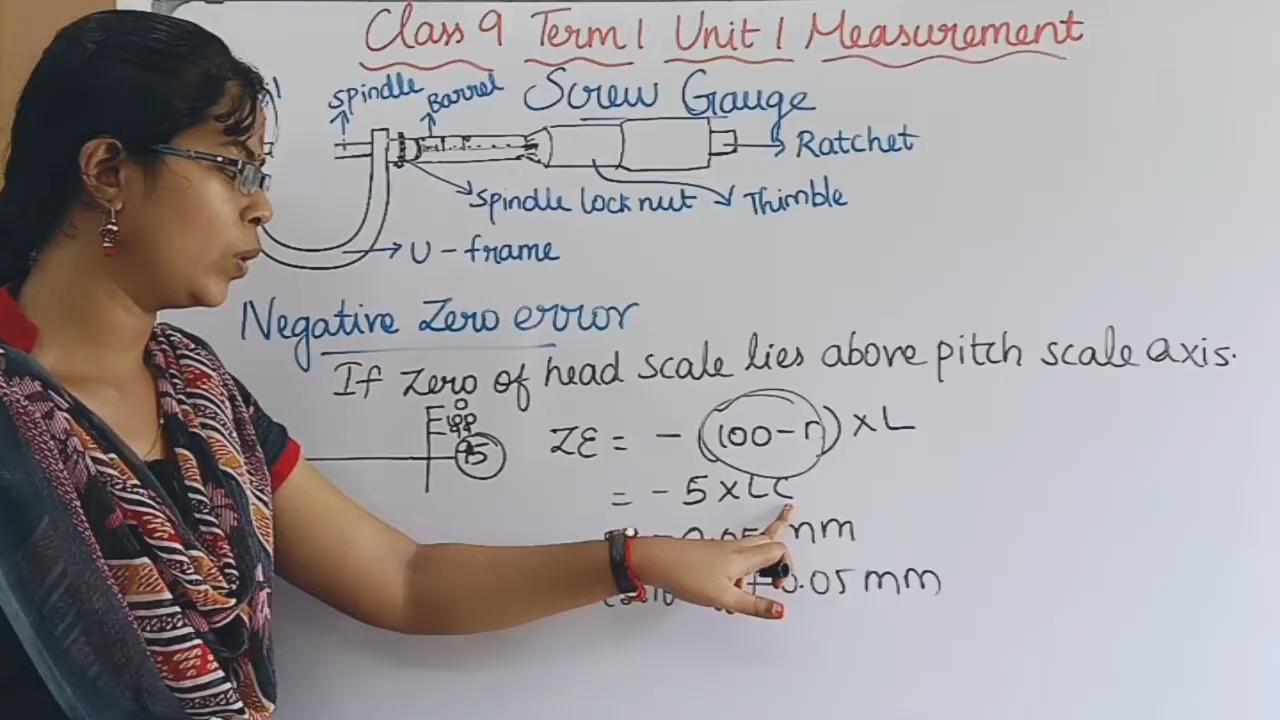 Class 9 Term 1 Unit 1 Measurement
Screw Gauge
Spindle
Barrel
Ratchet
Spindle lock nut
Thimble
U - frame
Negative Zero error
If Zero of head scale lies above pitch scale axis.
0
95
ZE = - (100-n) × L
= - 5 × LC
mm
0.05 mm